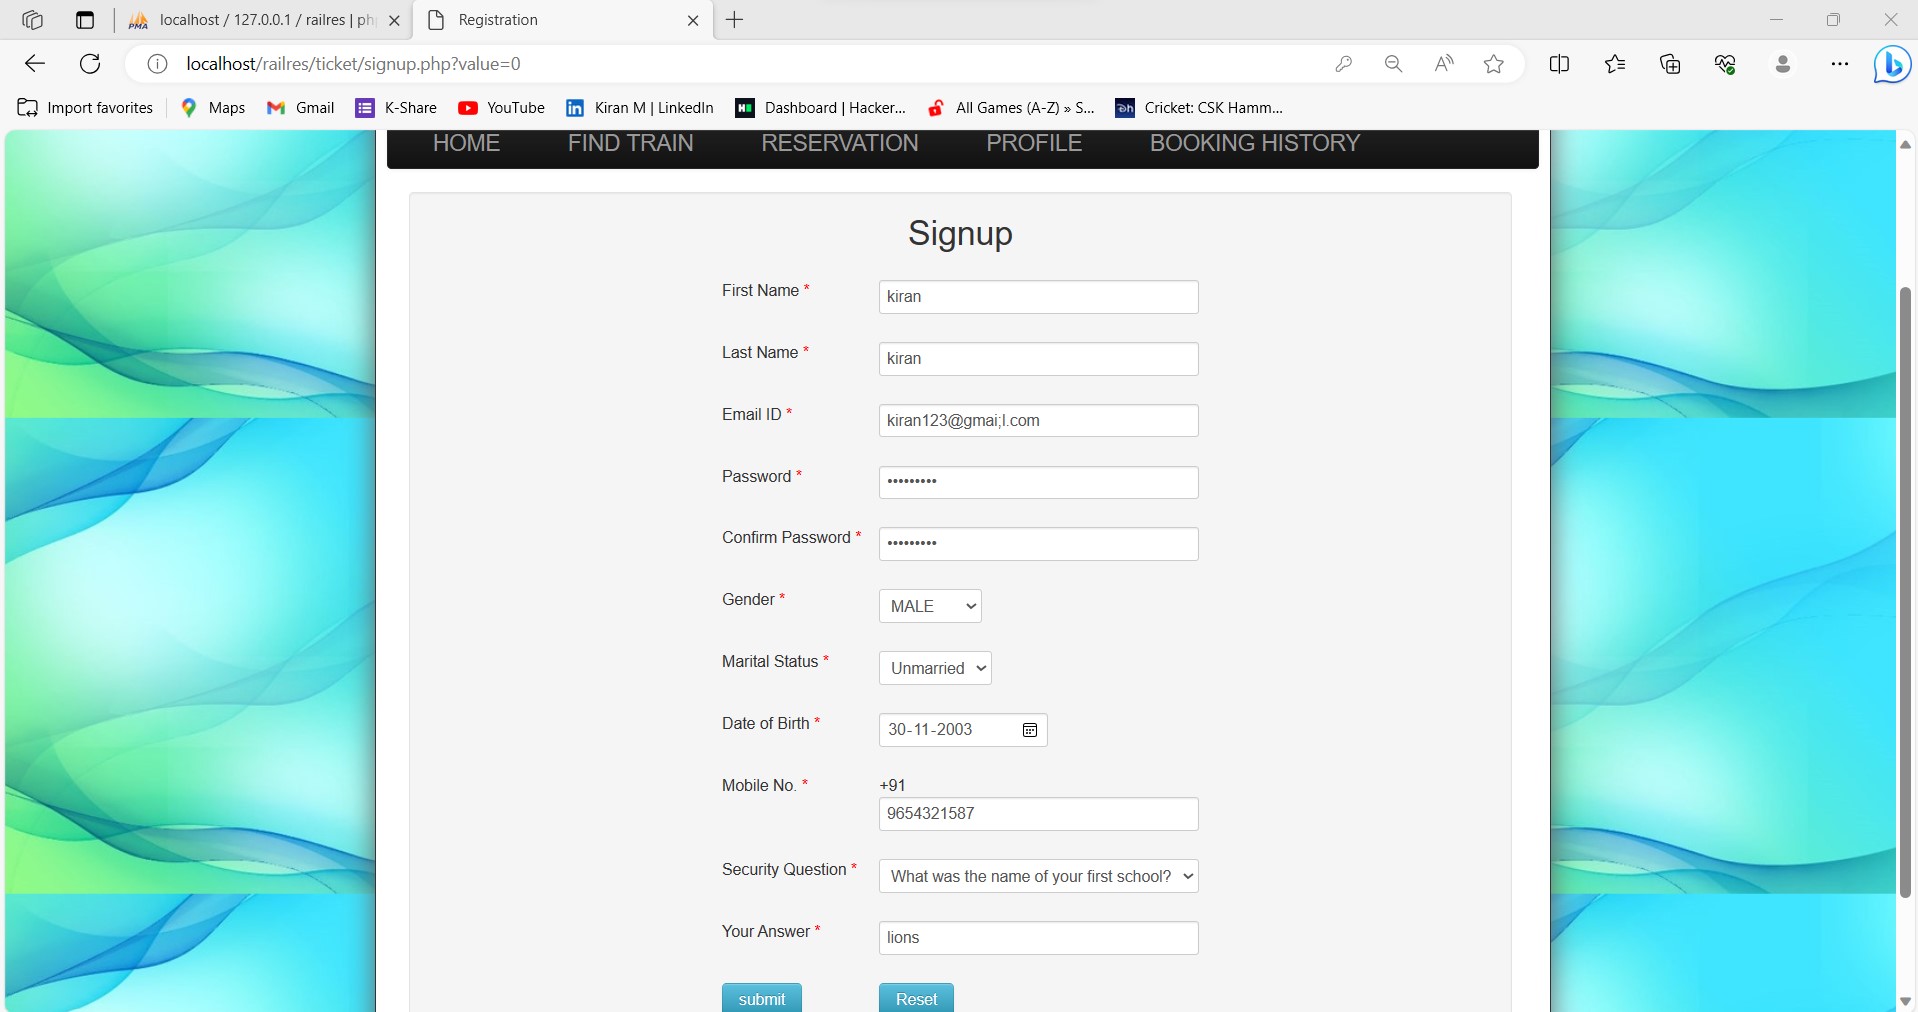 localhost / 127.0.0.1 / railres | ph
Registration
localhost/railres/ticket/signup.php?value=0
Import favorites Maps Gmail K-Share YouTube Kiran M | LinkedIn Dashboard | Hacker... All Games (A-Z) » S... Cricket: CSK Hamm...
HOME FIND TRAIN RESERVATION PROFILE BOOKING HISTORY
Signup
First Name * kiran
Last Name * kiran
Email ID * kiran123@gmai;l.com
Password * •••••••••
Confirm Password * •••••••••
Gender * MALE
Marital Status * Unmarried
Date of Birth * 30-11-2003
Mobile No. * +91
9654321587
Security Question * What was the name of your first school?
Your Answer * lions
submit Reset